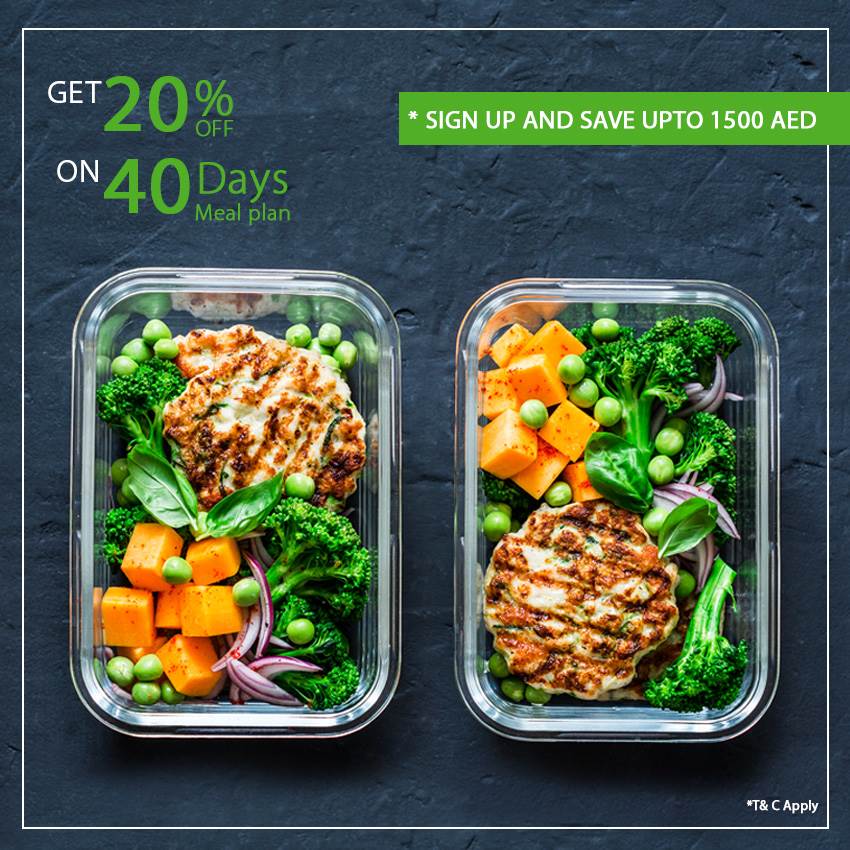 GET 20% OFF
ON 40 Days
Meal plan
* SIGN UP AND SAVE UPTO 1500 AED
*T& C Apply